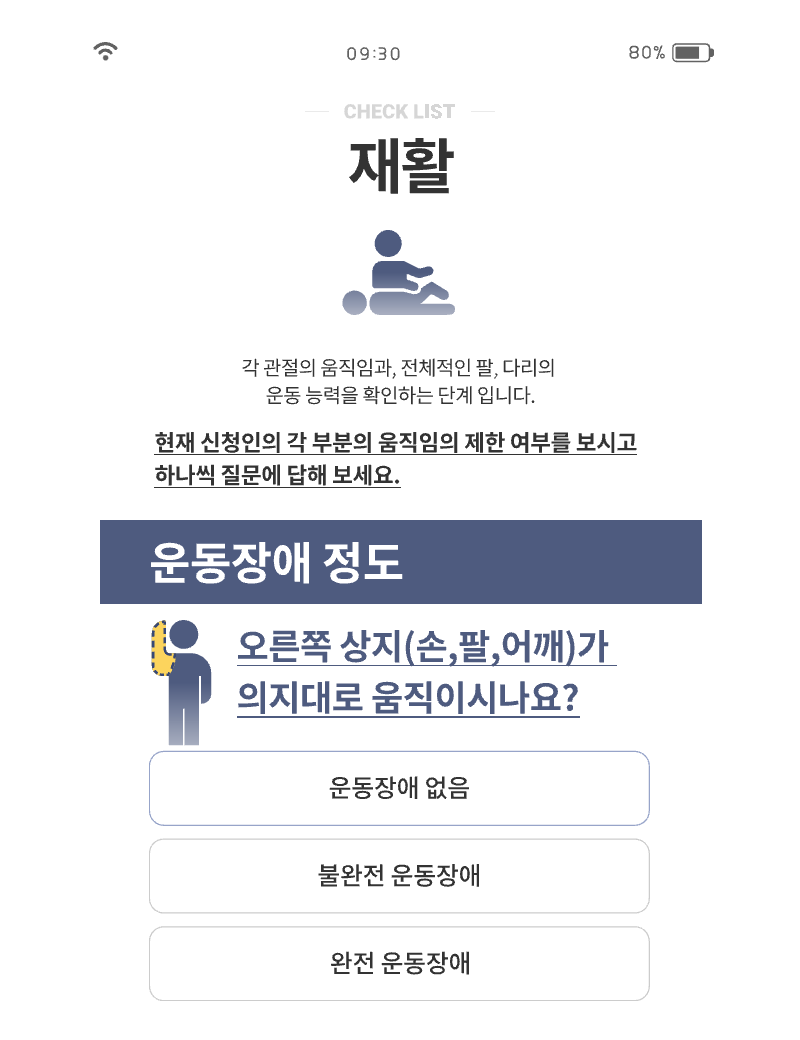 09:30
80%
CHECK LIST
재활
각 관절의 움직임과, 전체적인 팔, 다리의
운동 능력을 확인하는 단계 입니다.
현재 신청인의 각 부분의 움직임의 제한 여부를 보시고
하나씩 질문에 답해 보세요.
운동장애 정도
오른쪽 상지(손,팔,어깨)가
의지대로 움직이시나요?
운동장애 없음
불완전 운동장애
완전 운동장애